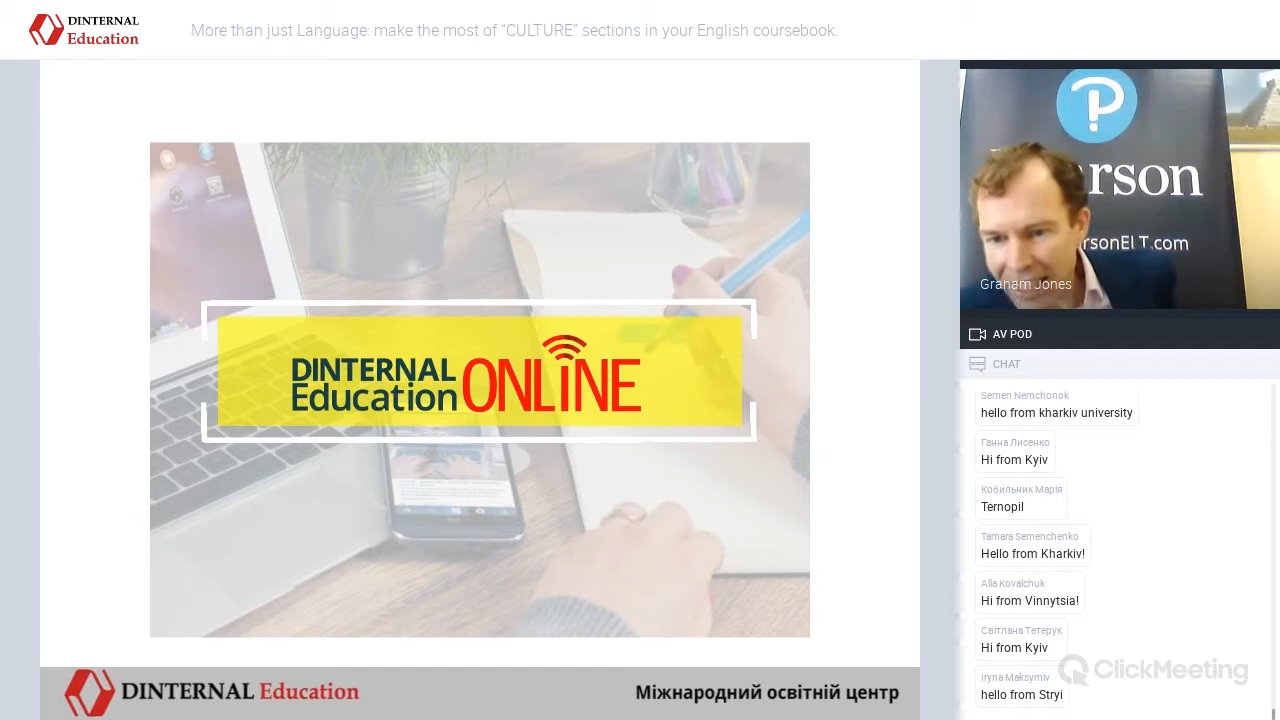 DINTERNAL
Education
More than just Language: make the most of “CULTURE” sections in your English coursebook.
DINTERNAL
Education ONLINE
DINTERNAL Education
Міжнародний освітній центр
P
rson
rsonELT.com
Graham Jones
AV POD
CHAT
Semen Nemchonok
hello from kharkiv university
Ганна Лисенко
Hi from Kyiv
Кобильник Марія
Ternopil
Tamara Semenchenko
Hello from Kharkiv!
Alla Kovalchuk
Hi from Vinnytsia!
Світлана Тетерук
Hi from Kyiv
Iryna Maksymiv
hello from Stryi
ClickMeeting